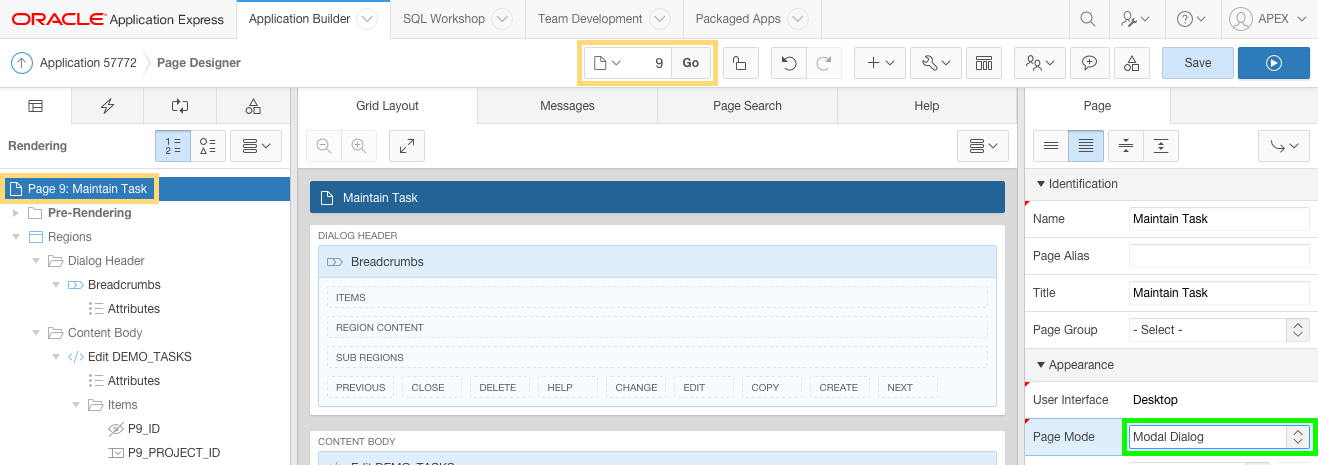 ORACLE Application Express
Application Builder
SQL Workshop
Team Development
Packaged Apps
APEX
Application 57772
Page Designer
9
Go
Save
Grid Layout
Messages
Page Search
Help
Page
Rendering
Page 9: Maintain Task
Pre-Rendering
Regions
Dialog Header
Breadcrumbs
Attributes
Content Body
Edit DEMO_TASKS
Attributes
Items
P9_ID
P9_PROJECT_ID
Maintain Task
DIALOG HEADER
Breadcrumbs
ITEMS
REGION CONTENT
SUB REGIONS
PREVIOUS
CLOSE
DELETE
HELP
CHANGE
EDIT
COPY
CREATE
NEXT
CONTENT BODY
Edit DEMO_TASKS
Identification
Name
Maintain Task
Page Alias
Title
Maintain Task
Page Group
- Select -
Appearance
User Interface
Desktop
Page Mode
Modal Dialog